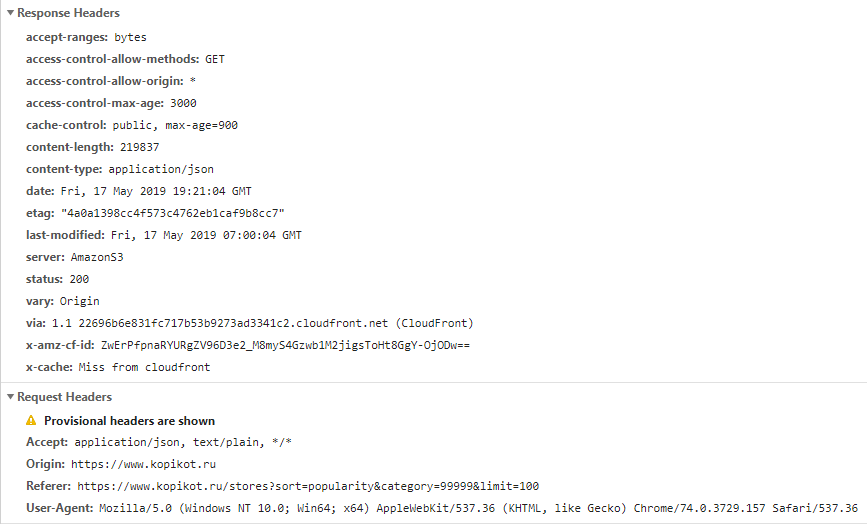 Response Headers
accept-ranges: bytes
access-control-allow-methods: GET
access-control-allow-origin: *
access-control-max-age: 3000
cache-control: public, max-age=900
content-length: 219837
content-type: application/json
date: Fri, 17 May 2019 19:21:04 GMT
etag: "4a0a1398cc4f573c4762eb1caf9b8cc7"
last-modified: Fri, 17 May 2019 07:00:04 GMT
server: AmazonS3
status: 200
vary: Origin
via: 1.1 22696b6e831fc717b53b9273ad3341c2.cloudfront.net (CloudFront)
x-amz-cf-id: ZwErPfpnaRYURgZV96D3e2_M8myS4Gzwb1M2jigsToHt8GgY-OjODw==
x-cache: Miss from cloudfront
Request Headers
Provisional headers are shown
Accept: application/json, text/plain, */*
Origin: https://www.kopikot.ru
Referer: https://www.kopikot.ru/stores?sort=popularity&category=99999&limit=100
User-Agent: Mozilla/5.0 (Windows NT 10.0; Win64; x64) AppleWebKit/537.36 (KHTML, like Gecko) Chrome/74.0.3729.157 Safari/537.36